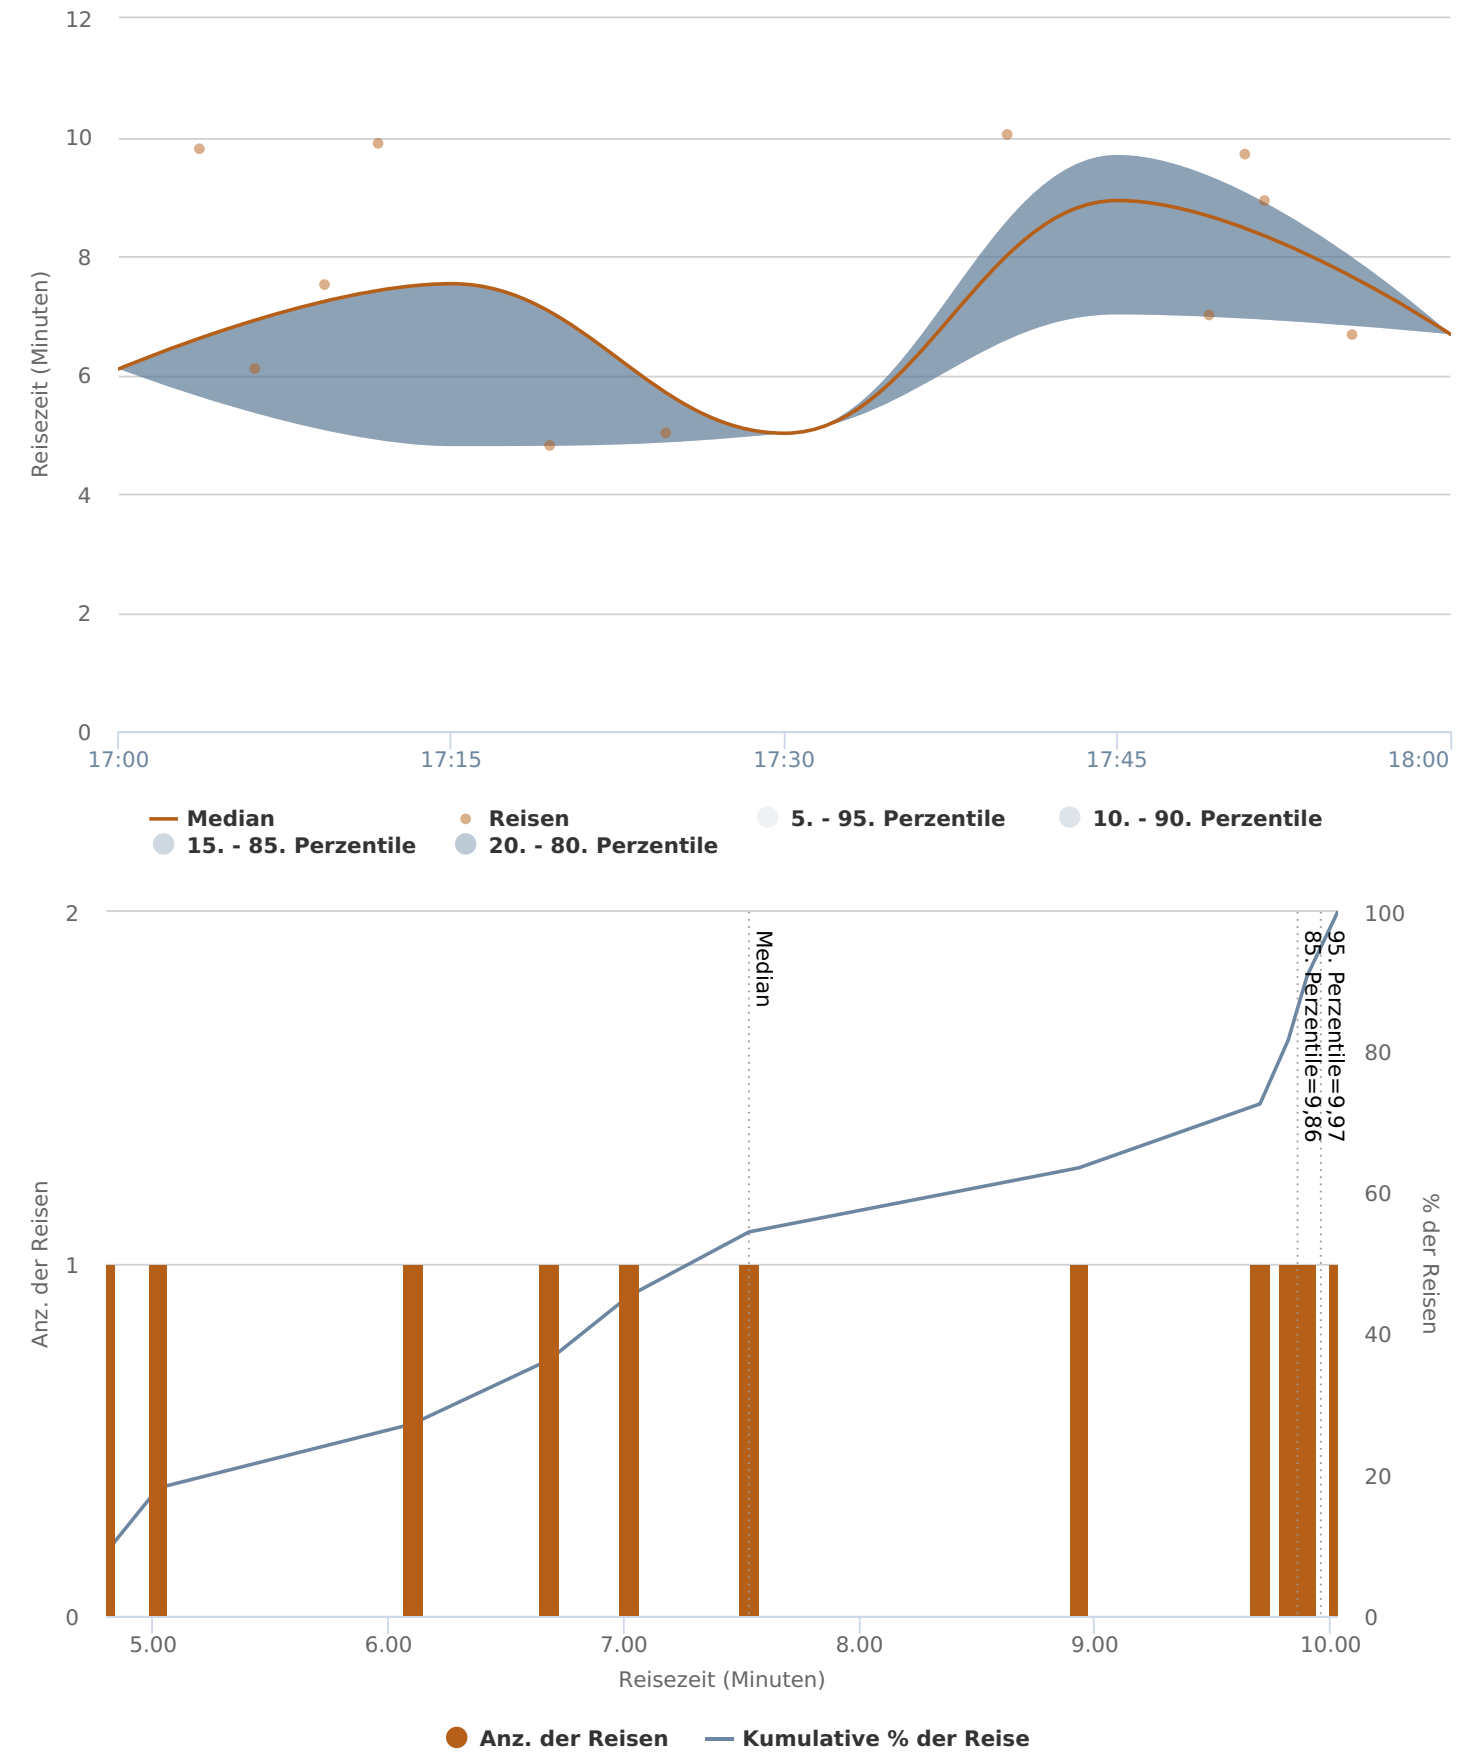 12
10
8
6
4
2
0
Reisezeit (Minuten)
17:00 17:15 17:30 17:45 18:00
Median Reisen 5. - 95. Perzentile 10. - 90. Perzentile
15. - 85. Perzentile 20. - 80. Perzentile
2
1
0
Anz. der Reisen
Median
85. Perzentile=9,86
95. Perzentile=9,97
100
80
60
40
20
0
% der Reisen
5.00 6.00 7.00 8.00 9.00 10.00
Reisezeit (Minuten)
Anz. der Reisen Kumulative % der Reise